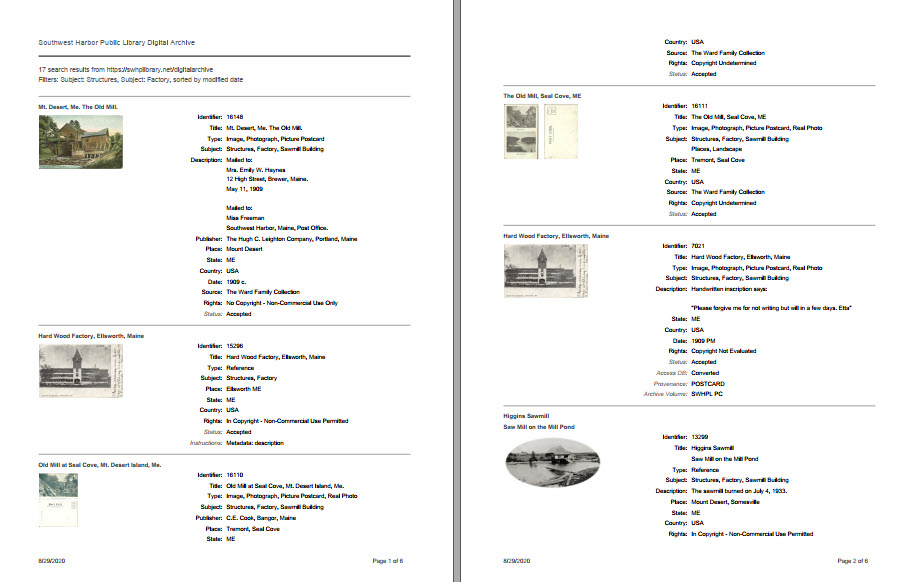 Southwest Harbor Public Library Digital Archive
17 search results from https://swhplibrary.net/digitalarchive
Filters: Subject: Structures, Subject: Factory, sorted by modified date
Mt. Desert, Me. The Old Mill.
Identifier: 16148
Title: Mt. Desert, Me. The Old Mill.
Type: Image, Photograph, Picture Postcard
Subject: Structures, Factory, Sawmill Building
Description: Mailed to:
Mrs. Emily W. Haynes
12 High Street, Brewer, Maine.
May 11, 1909
Mailed to:
Miss Freeman
Southwest Harbor, Maine, Post Office.
Publisher: The Hugh C. Leighton Company, Portland, Maine
Place: Mount Desert
State: ME
Country: USA
Date: 1909 c.
Source: The Ward Family Collection
Rights: No Copyright - Non-Commercial Use Only
Status: Accepted
Hard Wood Factory, Ellsworth, Maine
Identifier: 15296
Title: Hard Wood Factory, Ellsworth, Maine
Type: Reference
Subject: Structures, Factory
Place: Ellsworth ME
State: ME
Country: USA
Rights: In Copyright - Non-Commercial Use Permitted
Status: Accepted
Instructions: Metadata: description
Old Mill at Seal Cove, Mt. Desert Island, Me.
Identifier: 16110
Title: Old Mill at Seal Cove, Mt. Desert Island, Me.
Type: Image, Photograph, Picture Postcard, Real Photo
Subject: Structures, Factory, Sawmill Building
Publisher: C.E. Cook, Bangor, Maine
Place: Tremont, Seal Cove
State: ME
8/29/2020
Page 1 of 6
Country: USA
Source: The Ward Family Collection
Rights: Copyright Undetermined
Status: Accepted
The Old Mill, Seal Cove, ME
Identifier: 16111
Title: The Old Mill, Seal Cove, ME
Type: Image, Photograph, Picture Postcard, Real Photo
Subject: Structures, Factory, Sawmill Building
Places, Landscape
Place: Tremont, Seal Cove
State: ME
Country: USA
Source: The Ward Family Collection
Rights: Copyright Undetermined
Status: Accepted
Hard Wood Factory, Ellsworth, Maine
Identifier: 7021
Title: Hard Wood Factory, Ellsworth, Maine
Type: Image, Photograph, Picture Postcard, Real Photo
Subject: Structures, Factory, Sawmill Building
Description: Handwritten inscription says:
"Please forgive me for not writing but will in a few days. Etta"
State: ME
Country: USA
Date: 1909 PM
Rights: Copyright Not Evaluated
Status: Accepted
Access DB: Converted
Provenance: POSTCARD
Archive Volume: SWHPL PC
Higgins Sawmill
Saw Mill on the Mill Pond
Identifier: 13299
Title: Higgins Sawmill
Saw Mill on the Mill Pond
Type: Reference
Subject: Structures, Factory, Sawmill Building
Description: The sawmill burned on July 4, 1933.
Place: Mount Desert, Somesville
State: ME
Country: USA
Rights: In Copyright - Non-Commercial Use Permitted
8/29/2020
Page 2 of 6